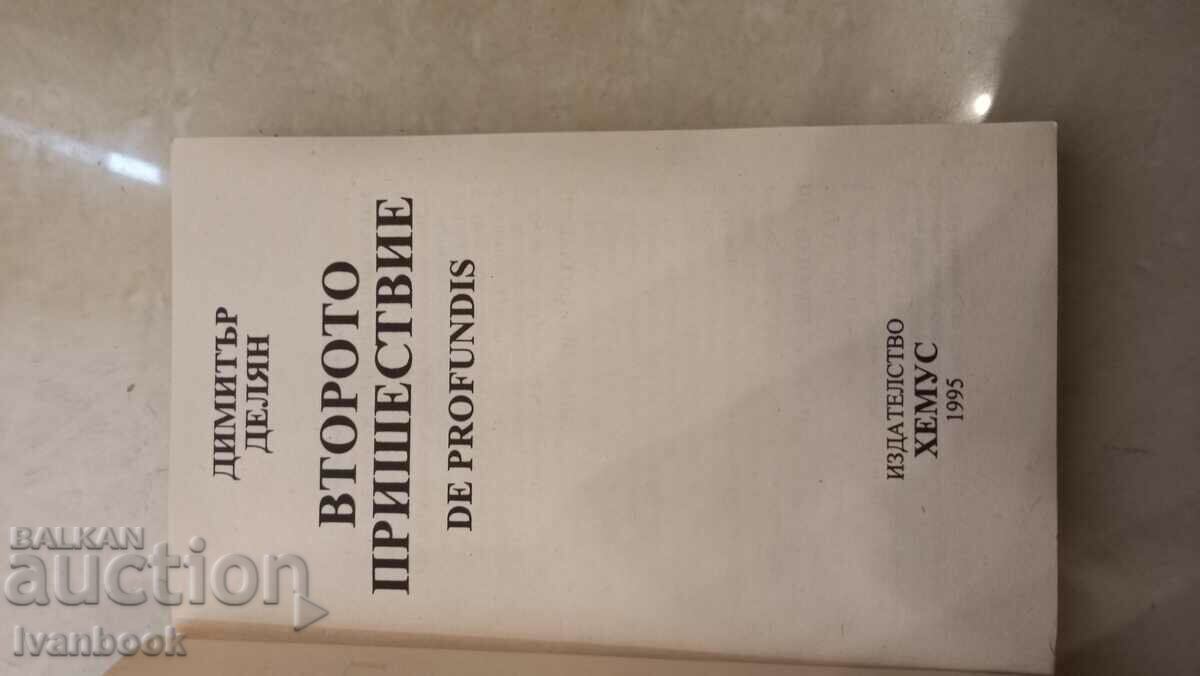 ДИМИТЪР
ДЕЛЯН
ВТОРОТО
ПРИШЕСТВИЕ
DE PROFUNDIS
ИЗДАТЕЛСТВО
ХЕМУС
1995
BALKAN
auction
Ivanbook